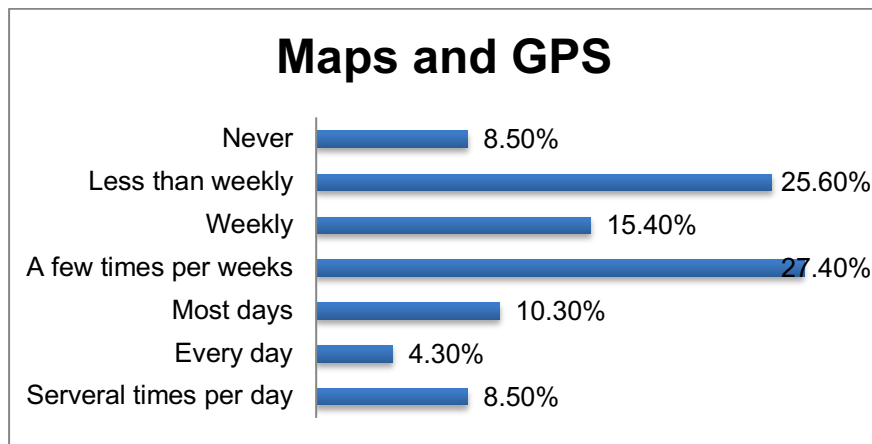 Maps and GPS
Never 8.50%
Less than weekly 25.60%
Weekly 15.40%
A few times per weeks 27.40%
Most days 10.30%
Every day 4.30%
Serveral times per day 8.50%